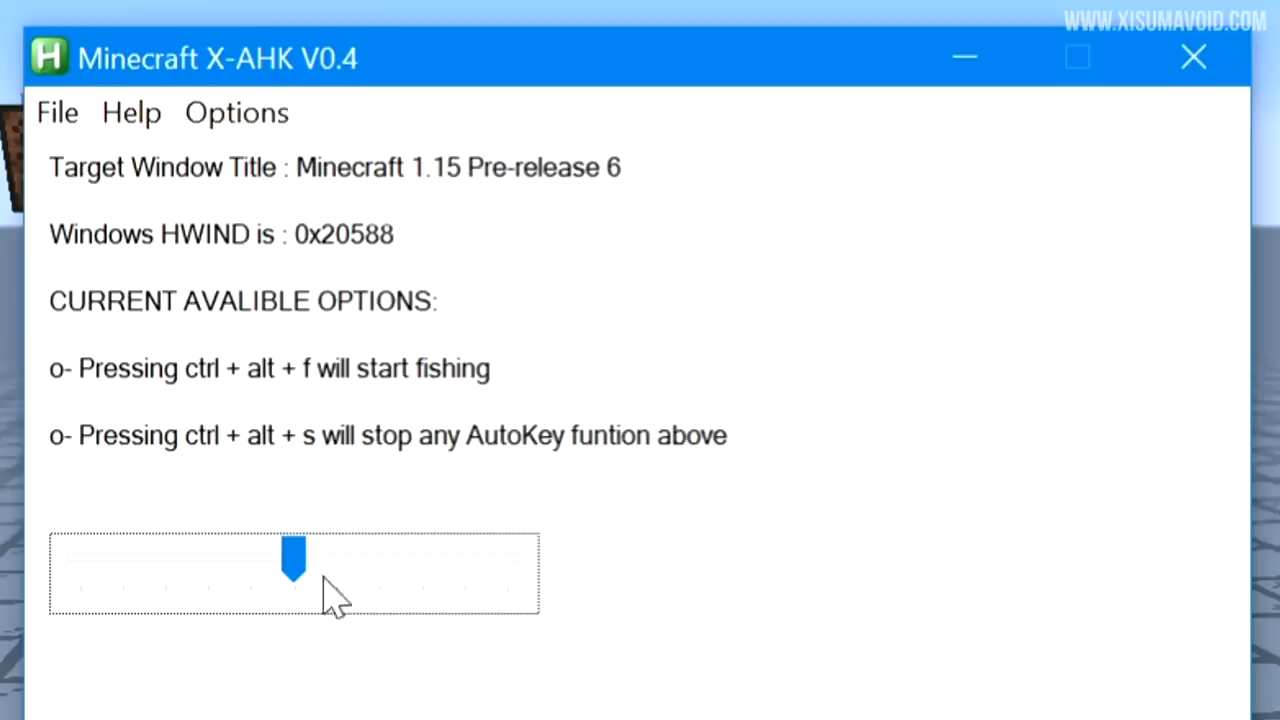 WWW.XISUMAVOID.COM
H Minecraft X-AHK V0.4
File Help Options
Target Window Title : Minecraft 1.15 Pre-release 6
Windows HWIND is : 0x20588
CURRENT AVALIBLE OPTIONS:
o- Pressing ctrl + alt + f will start fishing
o- Pressing ctrl + alt + s will stop any AutoKey funtion above